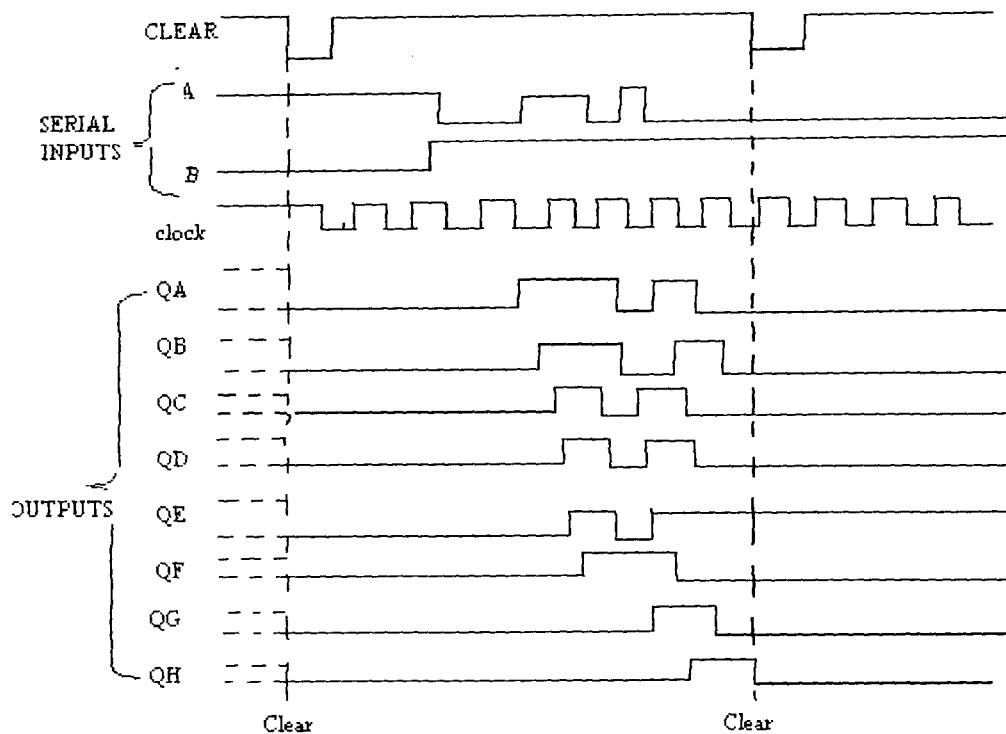 CLEAR
A
SERIAL
INPUTS
B
clock
QA
QB
QC
QD
OUTPUTS
QE
QF
QG
QH
Clear
Clear